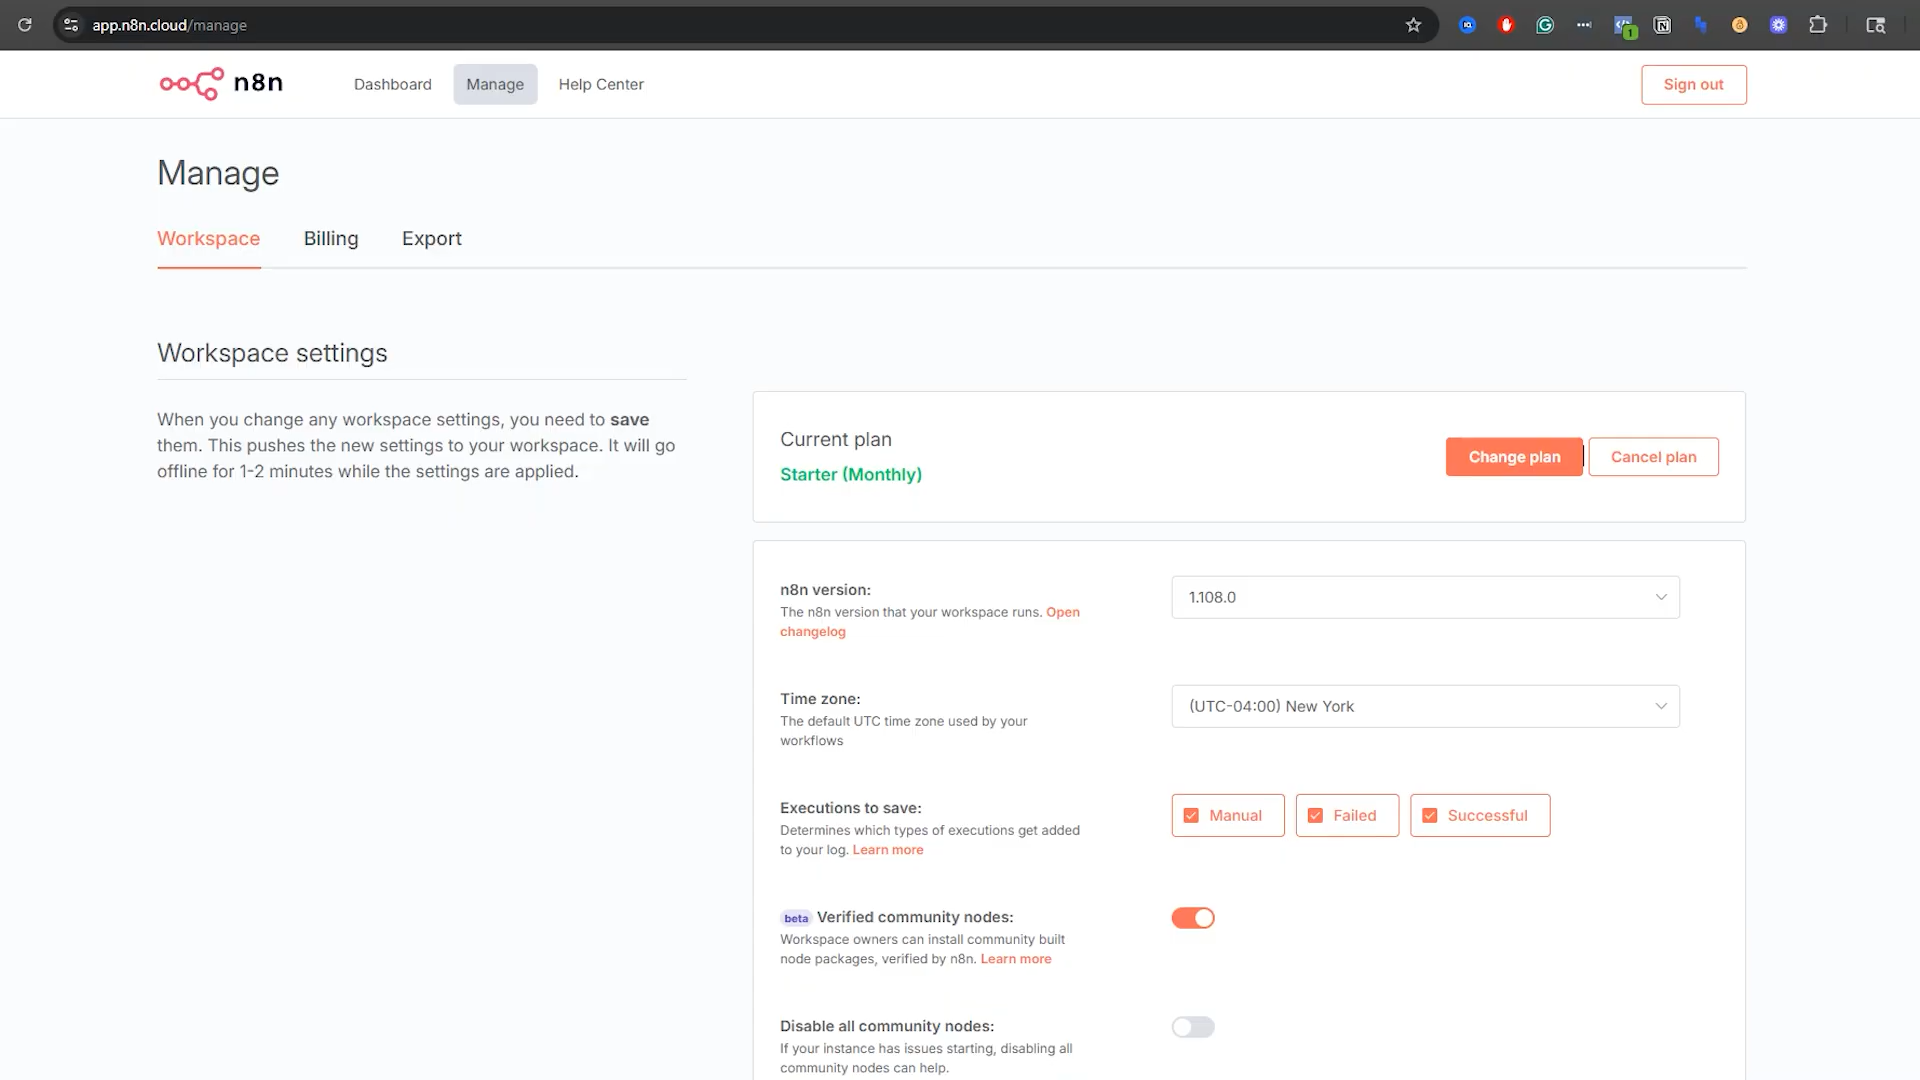 app.n8n.cloud/manage
1
n8n
Dashboard
Manage
Help Center
Sign out
Manage
Workspace
Billing
Export
Workspace settings
When you change any workspace settings, you need to save
them. This pushes the new settings to your workspace. It will go
offline for 1-2 minutes while the settings are applied.
Current plan
Starter (Monthly)
Change plan
Cancel plan
n8n version:
The n8n version that your workspace runs. Open
changelog
1.108.0
Time zone:
The default UTC time zone used by your
workflows
(UTC-04:00) New York
Executions to save:
Determines which types of executions get added
to your log. Learn more
Manual
Failed
Successful
beta Verified community nodes:
Workspace owners can install community built
node packages, verified by n8n. Learn more
Disable all community nodes:
If your instance has issues starting, disabling all
community nodes can help.